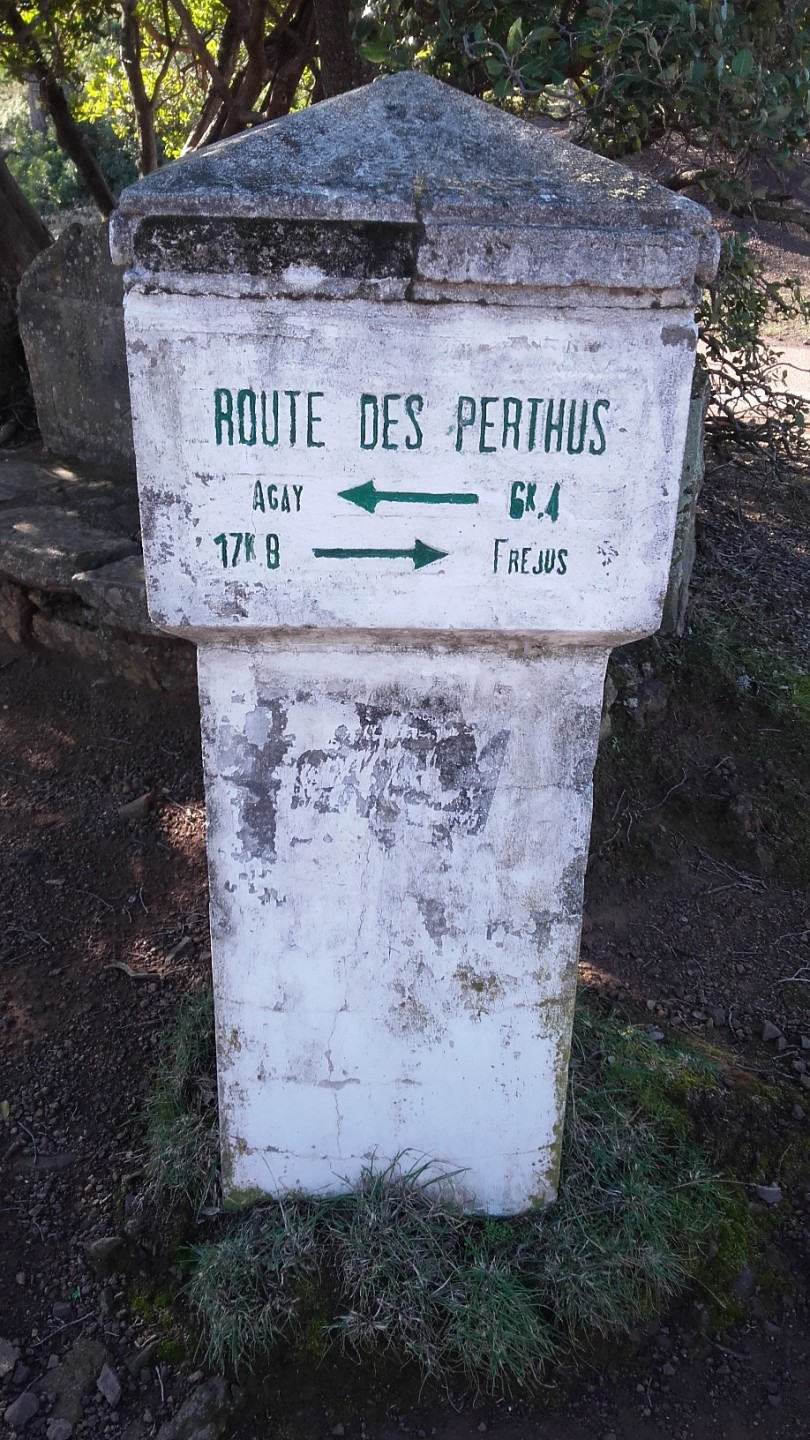 ROUTE DES PERTHUS
AGAY ← 6K.4
17K 8 → FREJUS